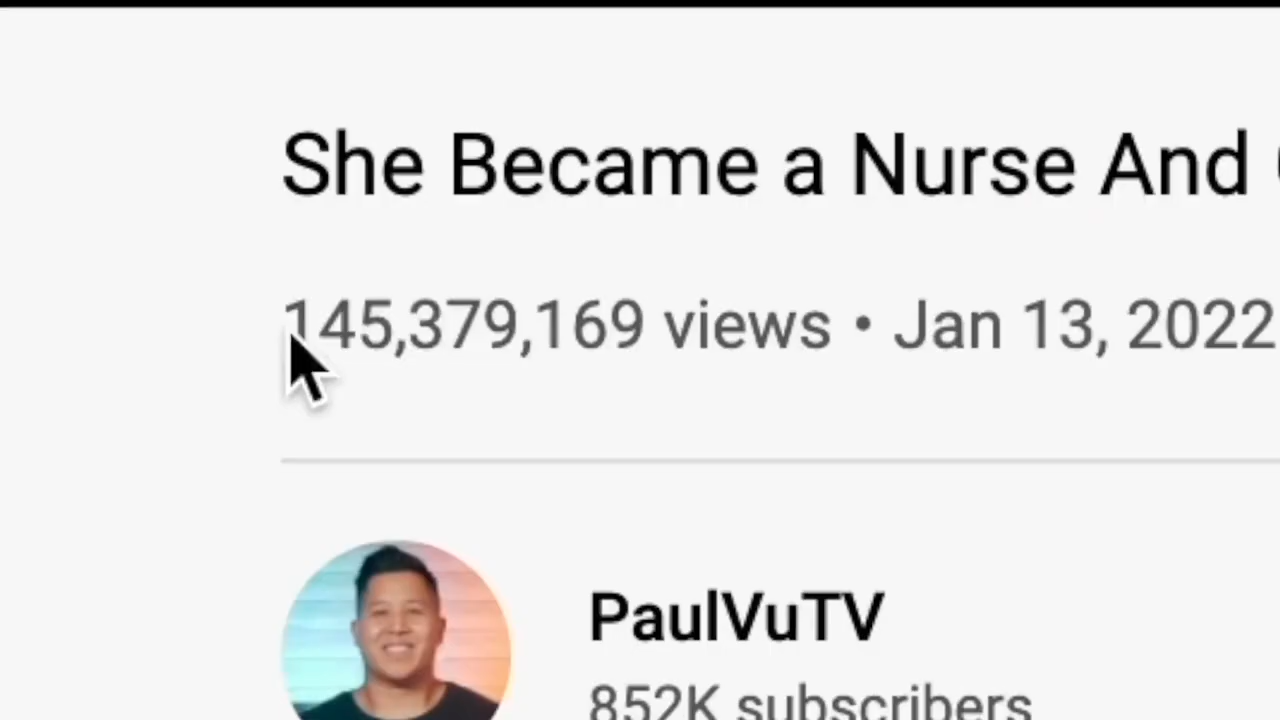 She Became a Nurse And
145,379,169 views • Jan 13, 2022
PaulVuTV
852K subscribers